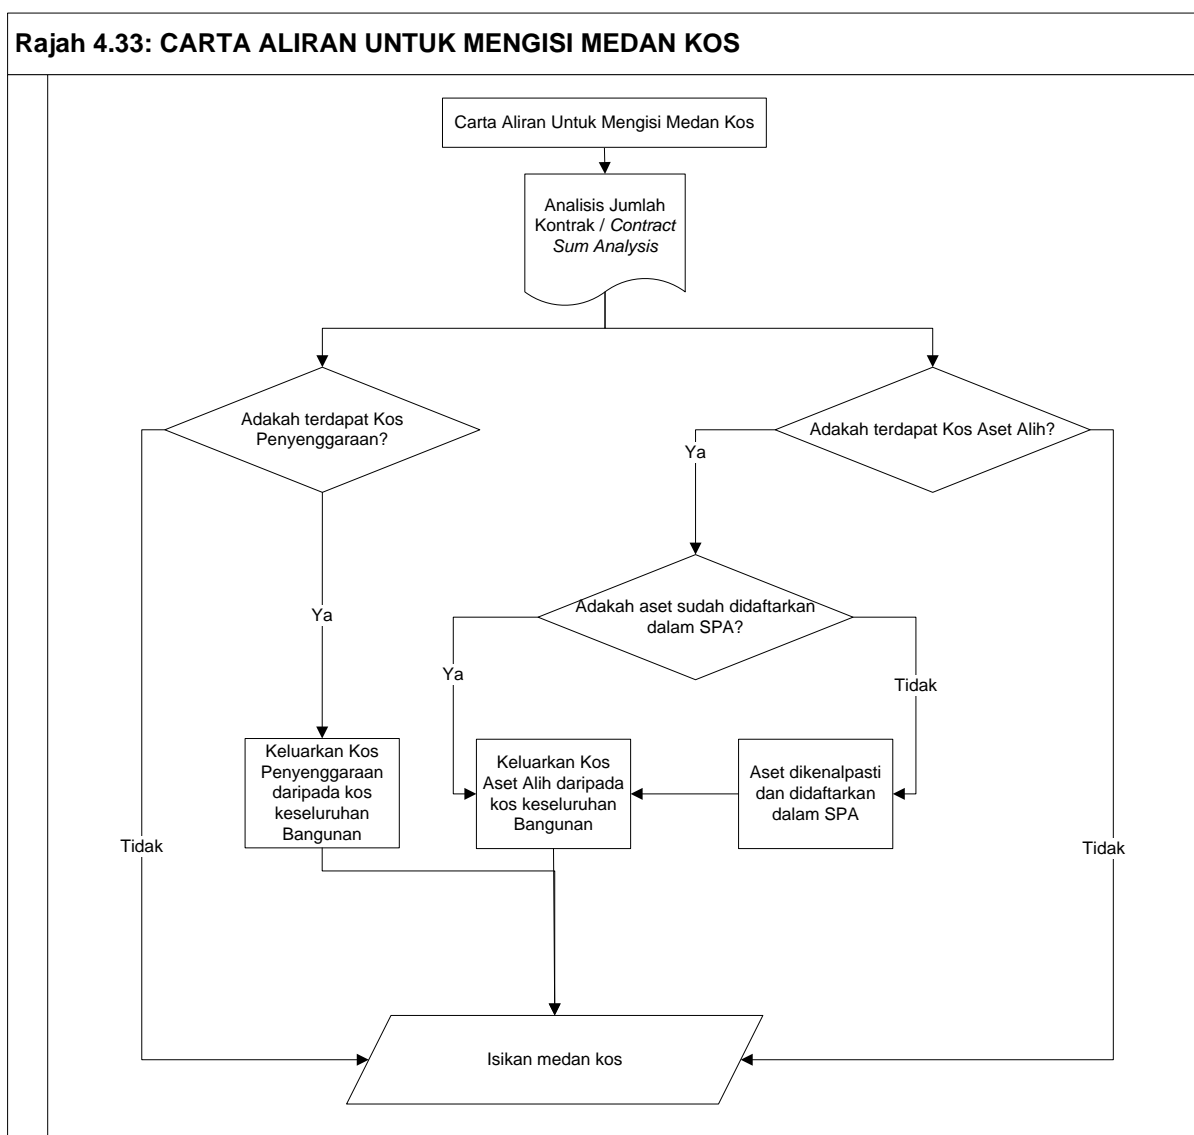 Rajah 4.33: CARTA ALIRAN UNTUK MENGISI MEDAN KOS
Carta Aliran Untuk Mengisi Medan Kos
Analisis Jumlah
Kontrak / Contract
Sum Analysis
Adakah terdapat Kos
Penyenggaraan?
Adakah terdapat Kos Aset Alih?
Ya
Adakah aset sudah didaftarkan
dalam SPA?
Ya
Ya
Tidak
Keluarkan Kos
Penyenggaraan
daripada kos
keseluruhan
Bangunan
Keluarkan Kos
Aset Alih daripada
kos keseluruhan
Bangunan
Aset dikenalpasti
dan didaftarkan
dalam SPA
Tidak
Tidak
Isikan medan kos